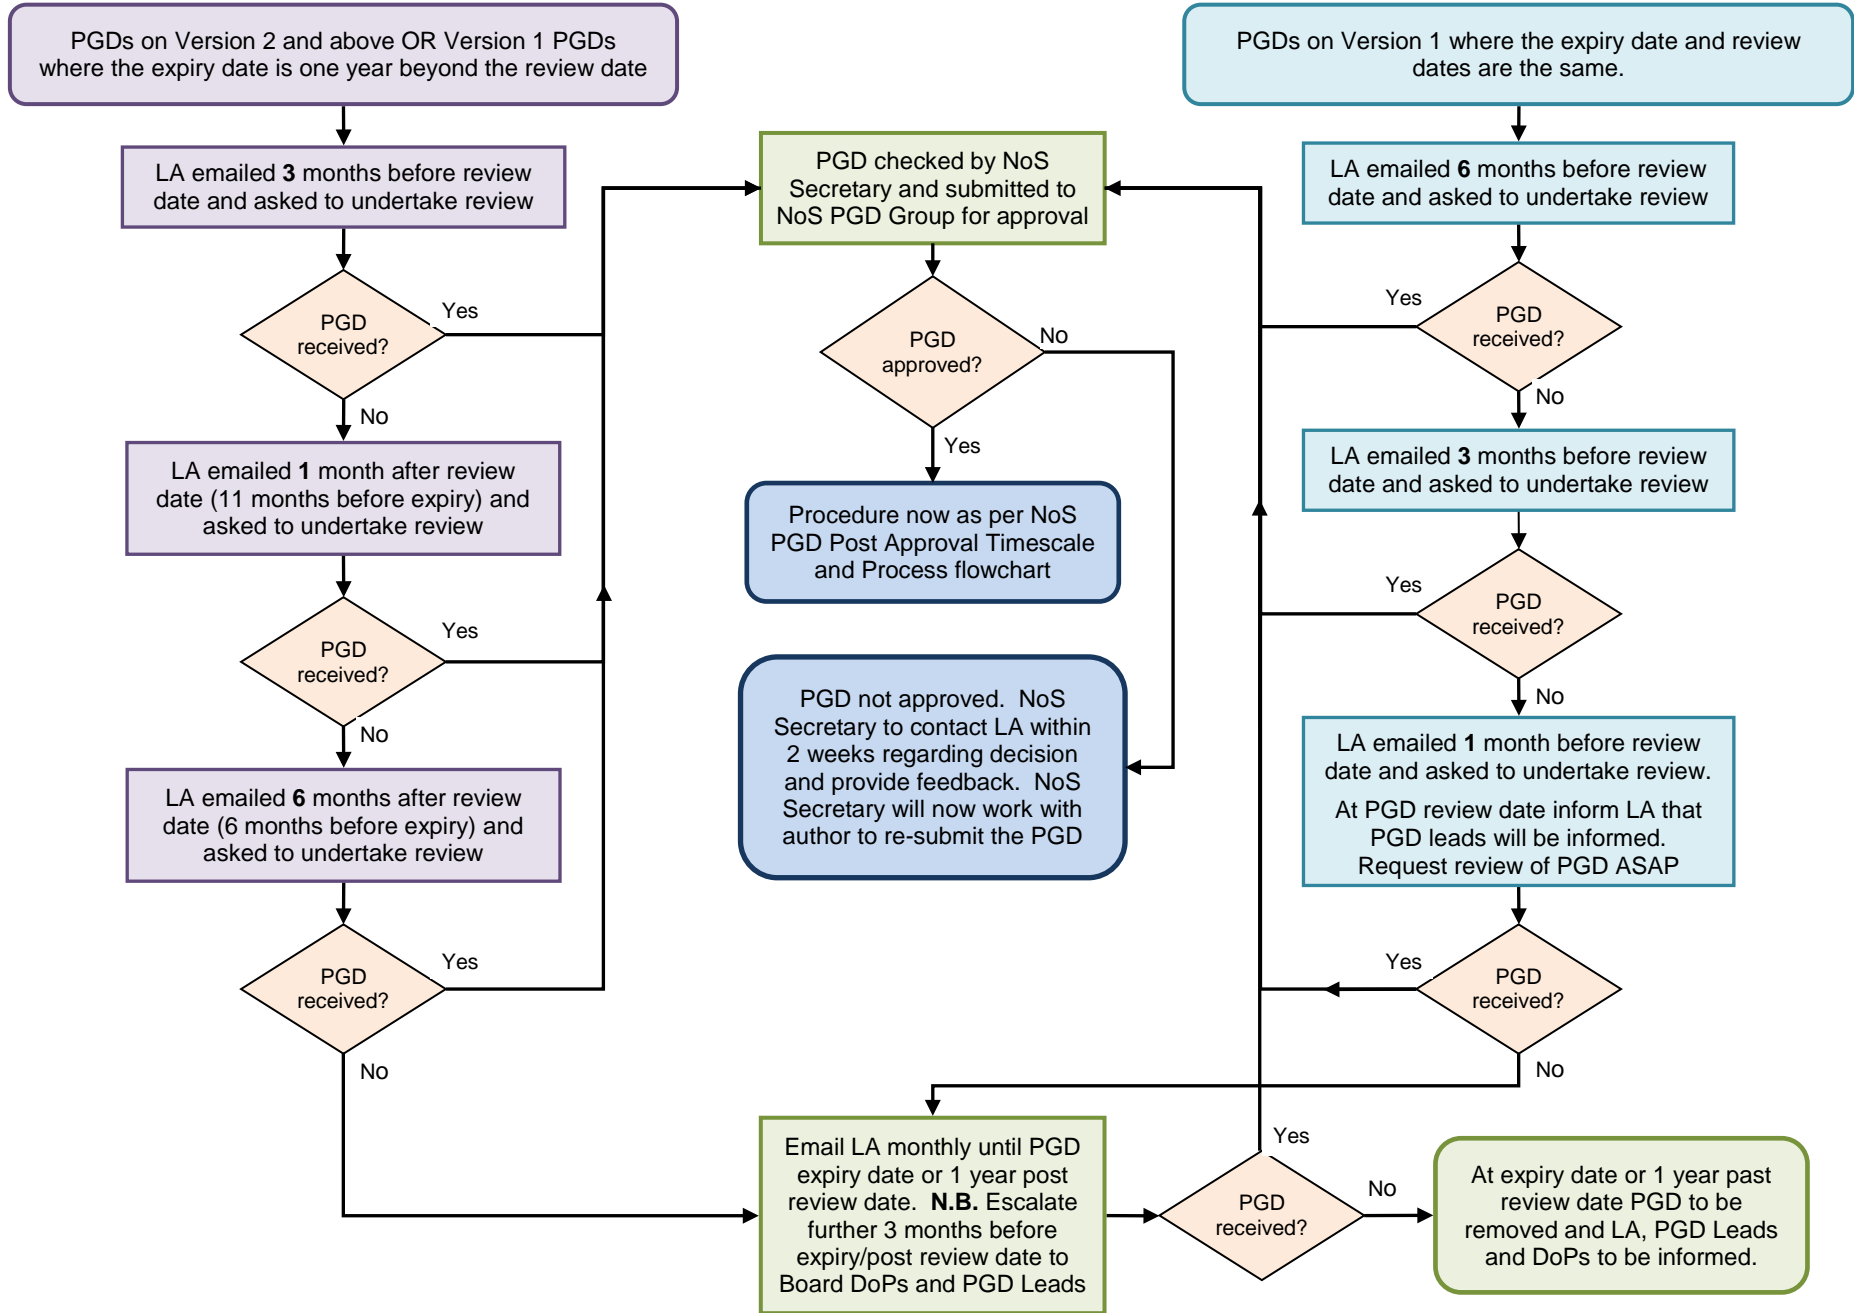 PGDs on Version 2 and above OR Version 1 PGDs
where the expiry date is one year beyond the review date
LA emailed 3 months before review
date and asked to undertake review
PGD
received?
Yes
No
LA emailed 1 month after review
date (11 months before expiry) and
asked to undertake review
PGD
received?
Yes
No
LA emailed 6 months after review
date (6 months before expiry) and
asked to undertake review
PGD
received?
Yes
No
PGD checked by NoS
Secretary and submitted to
NoS PGD Group for approval
PGD
approved?
No
Yes
Procedure now as per NoS
PGD Post Approval Timescale
and Process flowchart
PGD not approved.  NoS
Secretary to contact LA within
2 weeks regarding decision
and provide feedback.  NoS
Secretary will now work with
author to re-submit the PGD
PGDs on Version 1 where the expiry date and review
dates are the same.
LA emailed 6 months before review
date and asked to undertake review
Yes
PGD
received?
No
LA emailed 3 months before review
date and asked to undertake review
Yes
PGD
received?
No
LA emailed 1 month before review
date and asked to undertake review.
At PGD review date inform LA that
PGD leads will be informed.
Request review of PGD ASAP
Yes
PGD
received?
No
Email LA monthly until PGD
expiry date or 1 year post
review date.  N.B. Escalate
further 3 months before
expiry/post review date to
Board DoPs and PGD Leads
Yes
PGD
received?
No
At expiry date or 1 year past
review date PGD to be
removed and LA, PGD Leads
and DoPs to be informed.